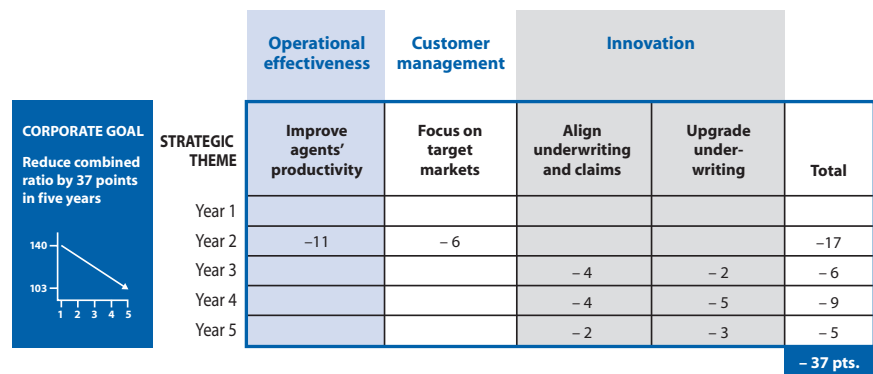 Operational
effectiveness
Customer
management
Innovation
CORPORATE GOAL
Reduce combined
ratio by 37 points
in five years
140
103
1 2 3 4 5
STRATEGIC
THEME
Improve
agents’
productivity
Focus on
target
markets
Align
underwriting
and claims
Upgrade
under-
writing
Total
Year 1
Year 2 –11 – 6 –17
Year 3 – 4 – 2 – 6
Year 4 – 4 – 5 – 9
Year 5 – 2 – 3 – 5
– 37 pts.